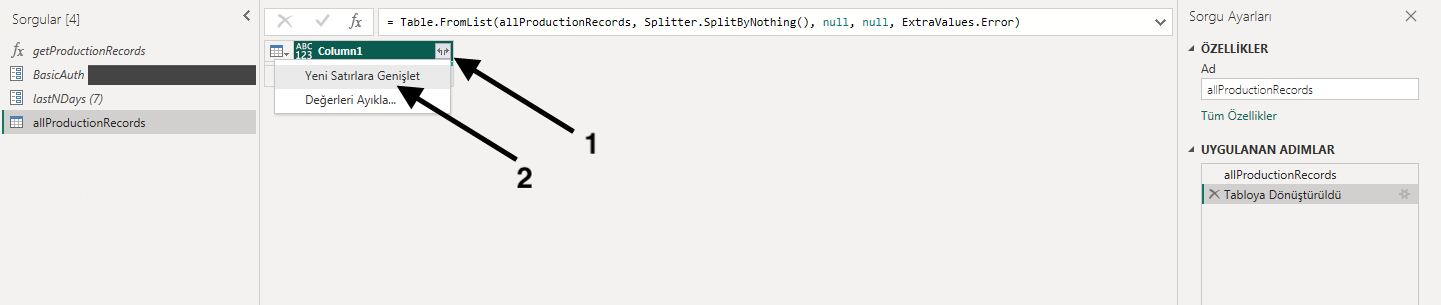 Sorgular [4]
getProductionRecords
BasicAuth
lastNDays (7)
allProductionRecords
fx
= Table.FromList(allProductionRecords, Splitter.SplitByNothing(), null, null, ExtraValues.Error)
ABC 123 Column1
Yeni Satırlara Genişlet
Değerleri Ayıkla...
1
2
Sorgu Ayarları
ÖZELLİKLER
Ad
allProductionRecords
Tüm Özellikler
UYGULANAN ADIMLAR
allProductionRecords
Tabloya Dönüştürüldü